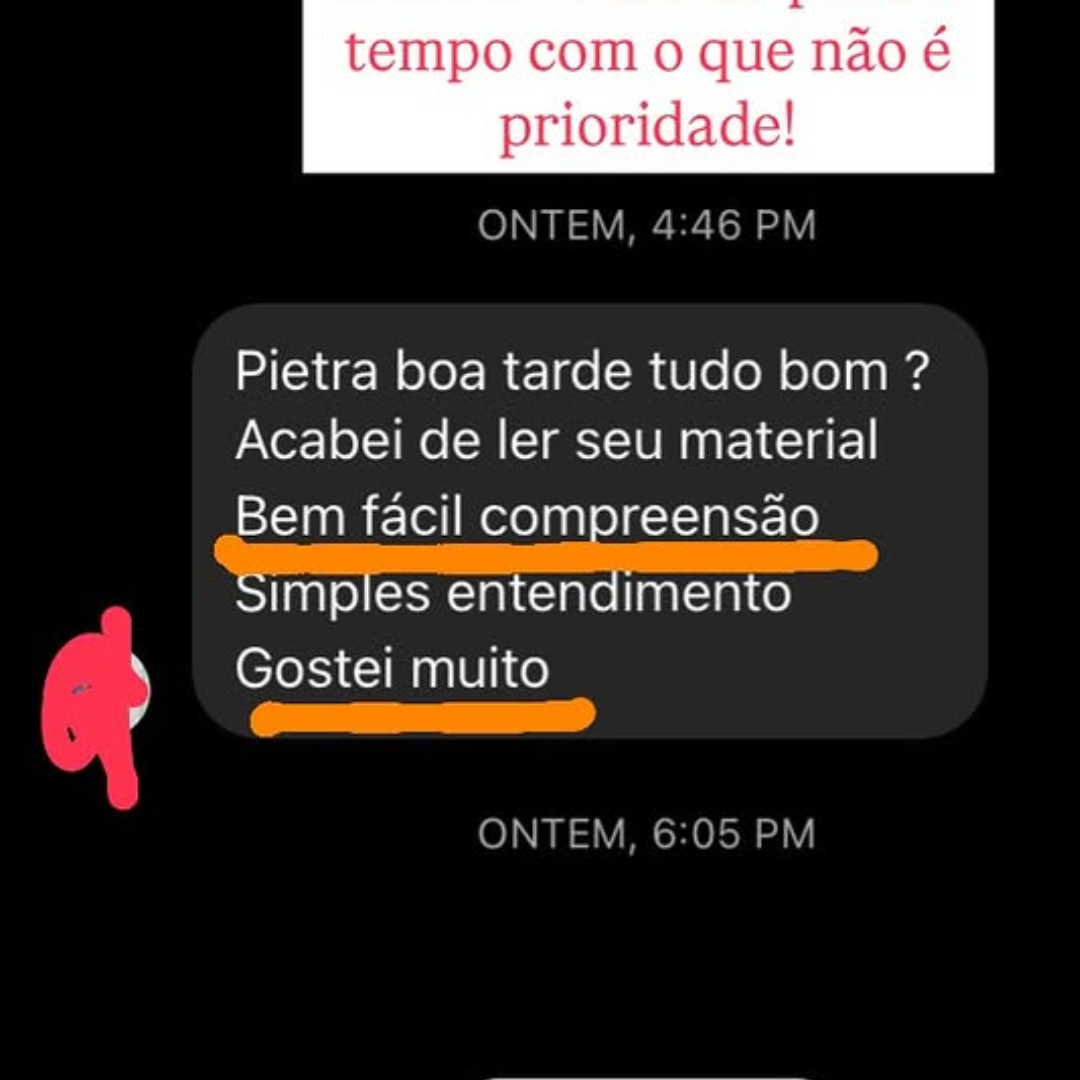 tempo com o que não é
prioridade!
ONTEM, 4:46 PM
Pietra boa tarde tudo bom ?
Acabei de ler seu material
Bem fácil compreensão
Simples entendimento
Gostei muito
ONTEM, 6:05 PM